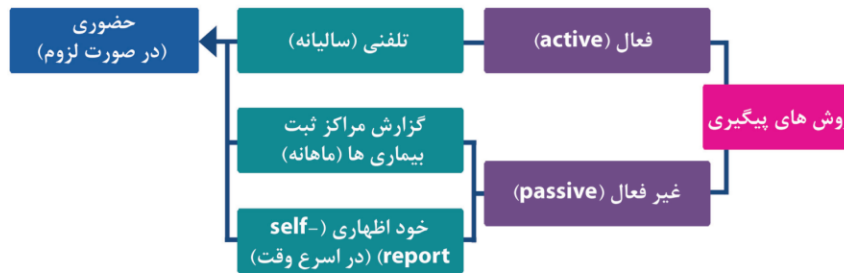 روش های پیگیری
فعال (active)
تلفنی (سالیانه)
حضوری
(در صورت لزوم)
غیر فعال (passive)
گزارش مراکز ثبت
بیماری ها (ماهانه)
خود اظهاری (self-
report) (در اسرع وقت)